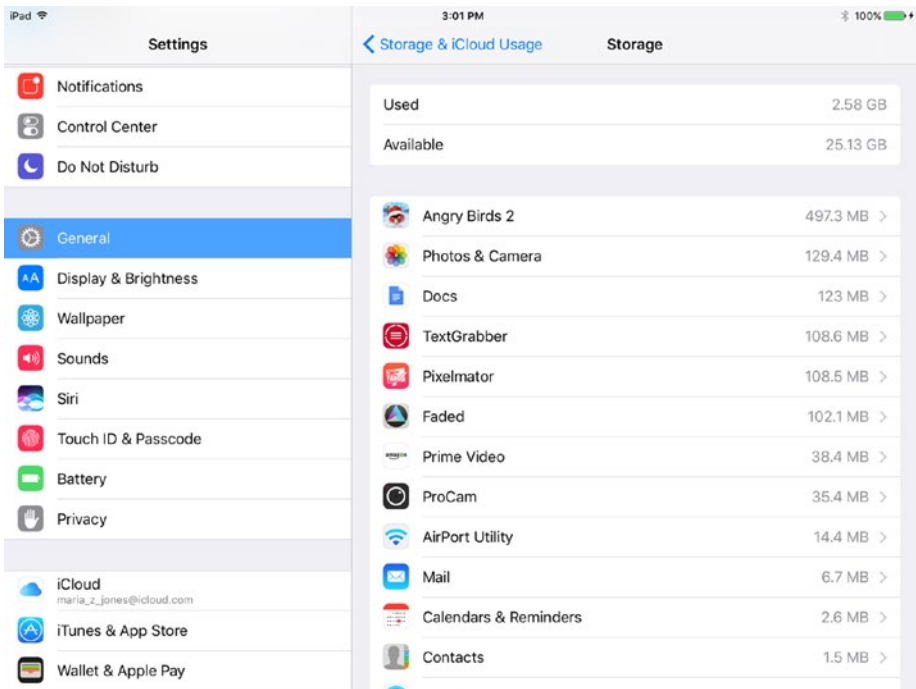 iPad 3:01 PM 100%
Settings
Notifications
Control Center
Do Not Disturb
General
Display & Brightness
Wallpaper
Sounds
Siri
Touch ID & Passcode
Battery
Privacy
iCloud
maria_z_jones@icloud.com
iTunes & App Store
Wallet & Apple Pay
Storage & iCloud Usage Storage
Used 2.58 GB
Available 25.13 GB
Angry Birds 2 497.3 MB
Photos & Camera 129.4 MB
Docs 123 MB
TextGrabber 108.6 MB
Pixelmator 108.5 MB
Faded 102.1 MB
amazon Prime Video 38.4 MB
ProCam 35.4 MB
AirPort Utility 14.4 MB
Mail 6.7 MB
Calendars & Reminders 2.6 MB
Contacts 1.5 MB